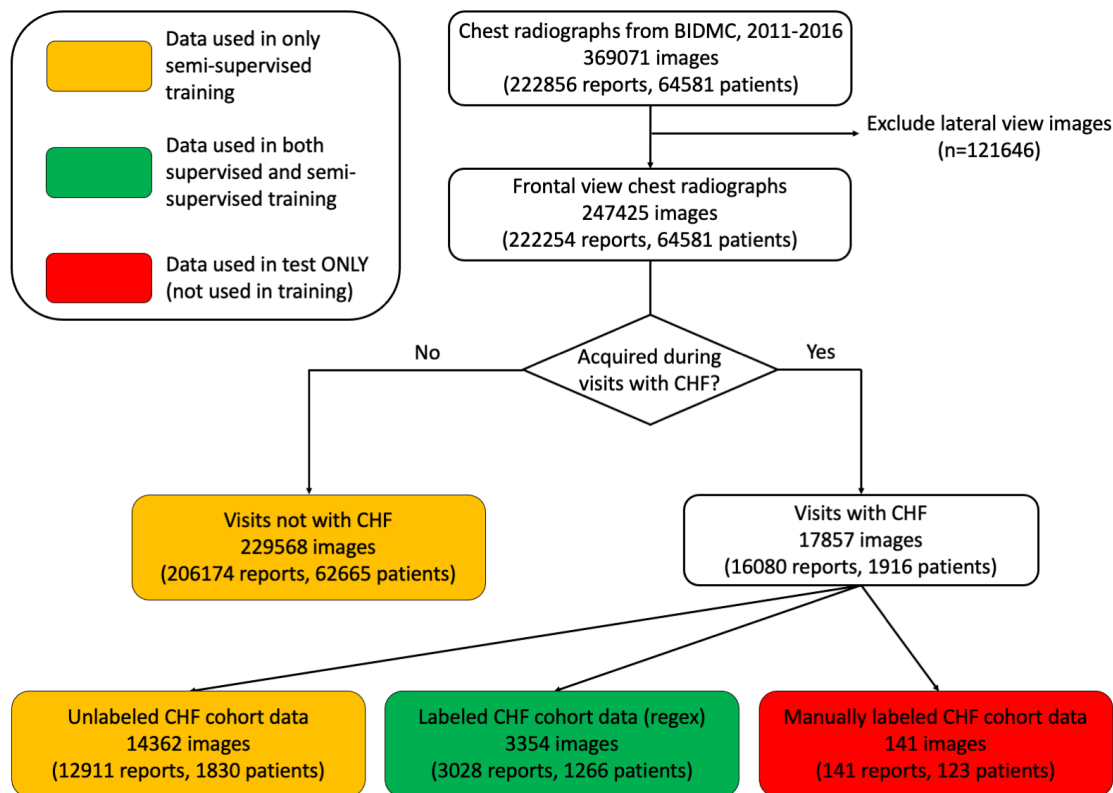 Data used in only
semi-supervised
training
Data used in both
supervised and semi-
supervised training
Data used in test ONLY
(not used in training)
Chest radiographs from BIDMC, 2011-2016
369071 images
(222856 reports, 64581 patients)
Exclude lateral view images
(n=121646)
Frontal view chest radiographs
247425 images
(222254 reports, 64581 patients)
No
Acquired during
visits with CHF?
Yes
Visits not with CHF
229568 images
(206174 reports, 62665 patients)
Visits with CHF
17857 images
(16080 reports, 1916 patients)
Unlabeled CHF cohort data
14362 images
(12911 reports, 1830 patients)
Labeled CHF cohort data (regex)
3354 images
(3028 reports, 1266 patients)
Manually labeled CHF cohort data
141 images
(141 reports, 123 patients)